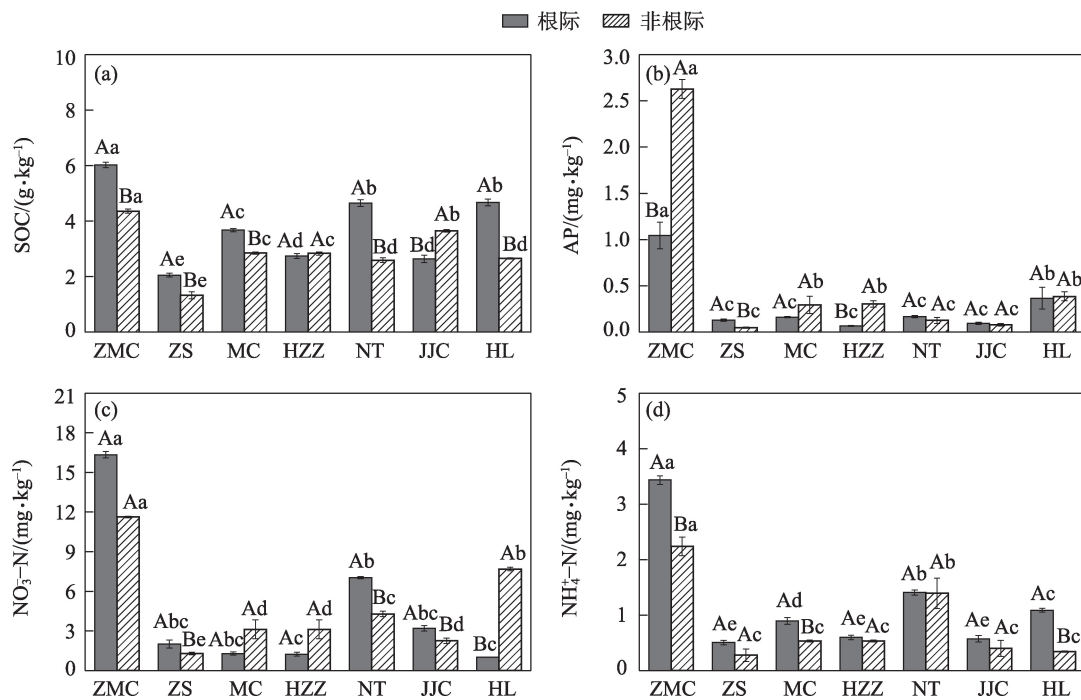 根际 非根际
(a)
SOC/(g•kg⁻¹)
10
8
6
4
2
0
Aa Ba Ae Be Ac Bc Ad Ac Ab Bd Bd Ab Ab Bd
ZMC ZS MC HZZ NT JJC HL
(b)
AP/(mg•kg⁻¹)
3.0
2.5
2.0
1.5
1.0
0.5
0.0
Ba Aa Ac Bc Ac Ab Bc Ab Ac Ac Ac Ac Ab Ab
ZMC ZS MC HZZ NT JJC HL
(c)
NO₃⁻–N/(mg•kg⁻¹)
21
18
15
12
9
6
3
0
Aa Aa Abc Be Abc Ad Ac Ad Ab Bc Abc Bd Bc Ab
ZMC ZS MC HZZ NT JJC HL
(d)
NH₄⁺–N/(mg•kg⁻¹)
5
4
3
2
1
0
Aa Ba Ae Ac Ad Bc Ae Ac Ab Ab Ae Ac Ac Bc
ZMC ZS MC HZZ NT JJC HL